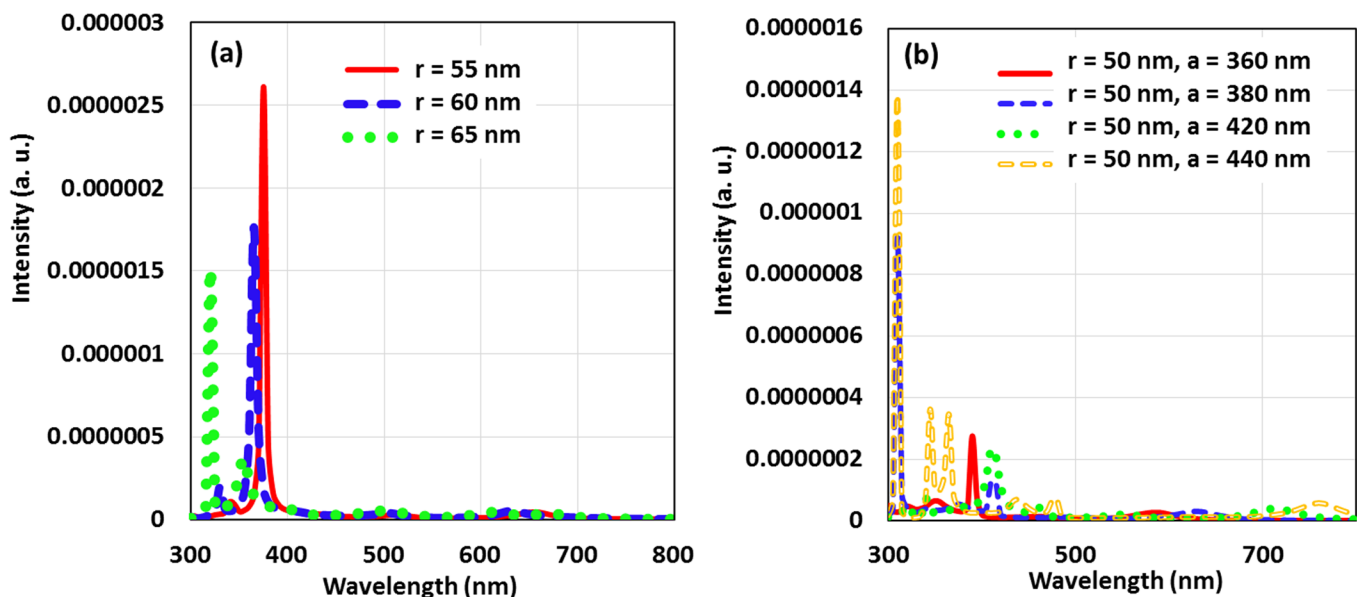 (a)
r = 55 nm
r = 60 nm
r = 65 nm
Intensity (a. u.)
0.000003
0.0000025
0.000002
0.0000015
0.000001
0.0000005
0
300 400 500 600 700 800
Wavelength (nm)
(b)
r = 50 nm, a = 360 nm
r = 50 nm, a = 380 nm
r = 50 nm, a = 420 nm
r = 50 nm, a = 440 nm
Intensity (a. u.)
0.0000016
0.0000014
0.0000012
0.000001
0.0000008
0.0000006
0.0000004
0.0000002
0
300 500 700
Wavelength (nm)